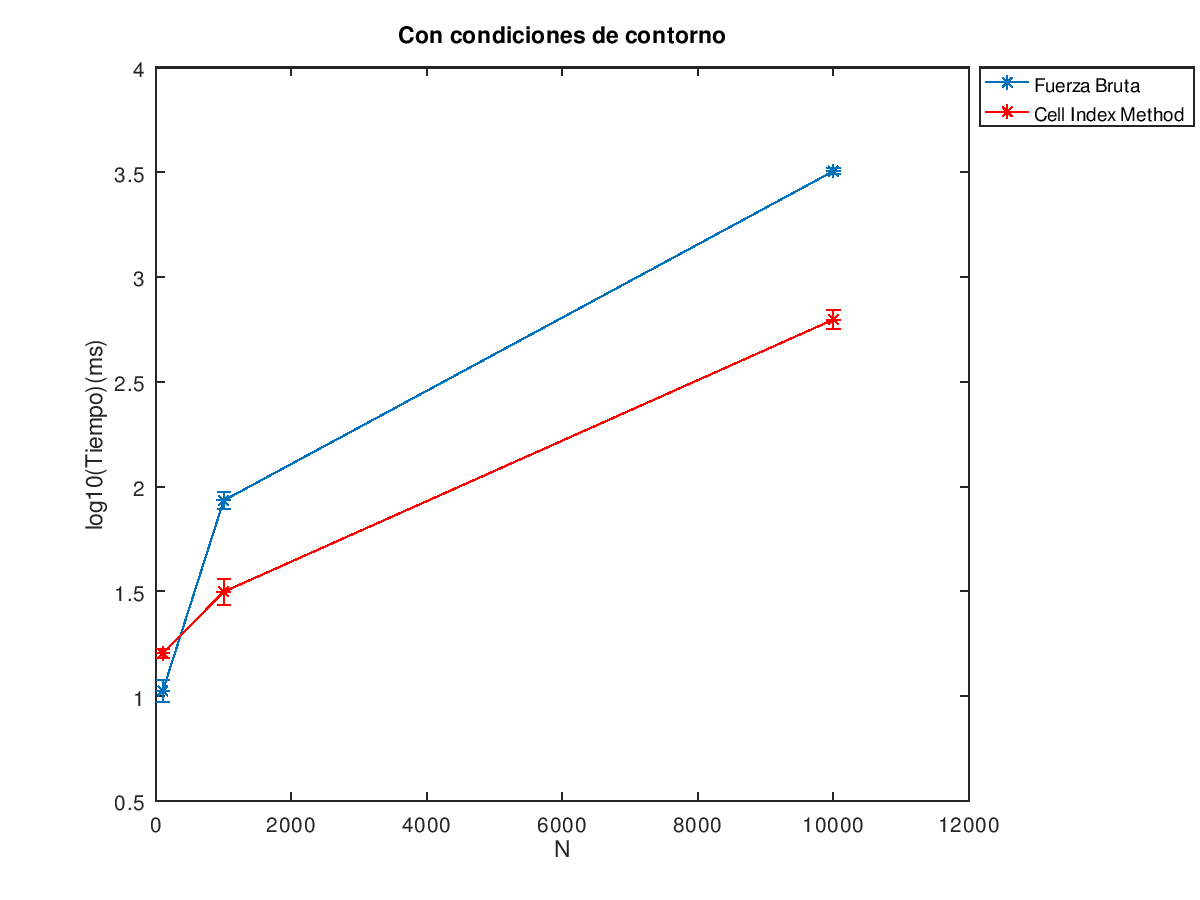 Con condiciones de contorno
4
3.5
3
2.5
2
1.5
1
0.5
log10(Tiempo)(ms)
0 2000 4000 6000 8000 10000 12000
N
Fuerza Bruta
Cell Index Method